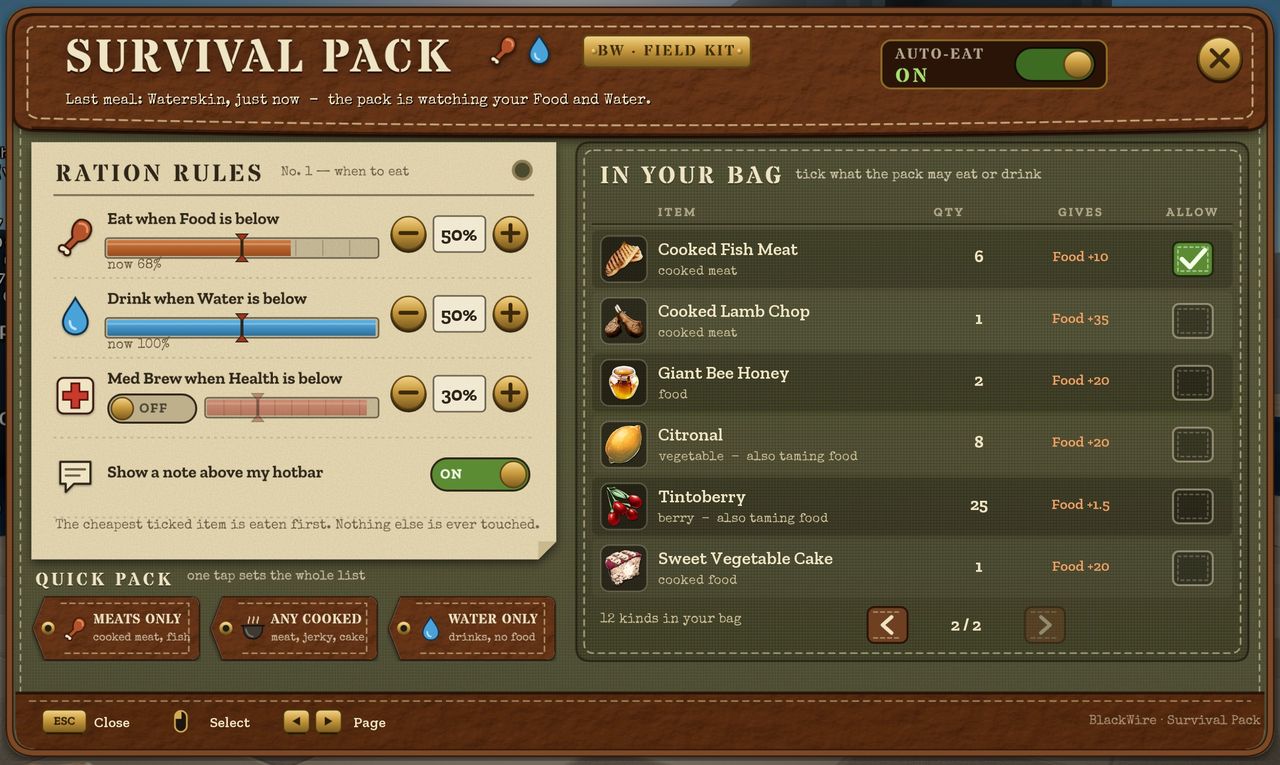 SURVIVAL PACK
BW · FIELD KIT
AUTO-EAT
ON
Last meal: Waterskin, just now – the pack is watching your Food and Water.
RATION RULES
No. 1 — when to eat
Eat when Food is below
50%
now 68%
Drink when Water is below
50%
now 100%
Med Brew when Health is below
OFF
30%
Show a note above my hotbar
ON
The cheapest ticked item is eaten first. Nothing else is ever touched.
QUICK PACK
one tap sets the whole list
MEATS ONLY
cooked meat, fish
ANY COOKED
meat, jerky, cake
WATER ONLY
drinks, no food
IN YOUR BAG
tick what the pack may eat or drink
ITEM QTY GIVES ALLOW
Cooked Fish Meat
cooked meat
6 Food +10
Cooked Lamb Chop
cooked meat
1 Food +35
Giant Bee Honey
food
2 Food +20
Citronal
vegetable – also taming food
8 Food +20
Tintoberry
berry – also taming food
25 Food +1.5
Sweet Vegetable Cake
cooked food
1 Food +20
12 kinds in your bag
2 / 2
ESC Close
Select
Page
BlackWire · Survival Pack